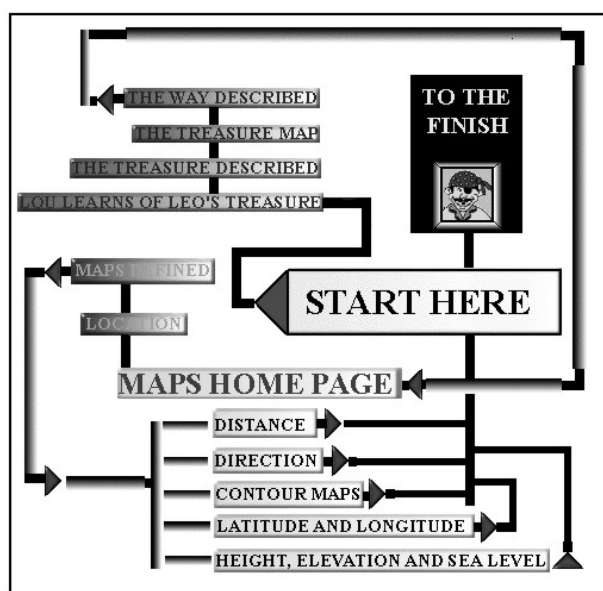 THE WAY DESCRIBED
THE TREASURE MAP
THE TREASURE DESCRIBED
LOU LEARNS OF LEO'S TREASURE
TO THE
FINISH
MAPS DEFINED
LOCATION
START HERE
MAPS HOME PAGE
DISTANCE
DIRECTION
CONTOUR MAPS
LATITUDE AND LONGITUDE
HEIGHT, ELEVATION AND SEA LEVEL